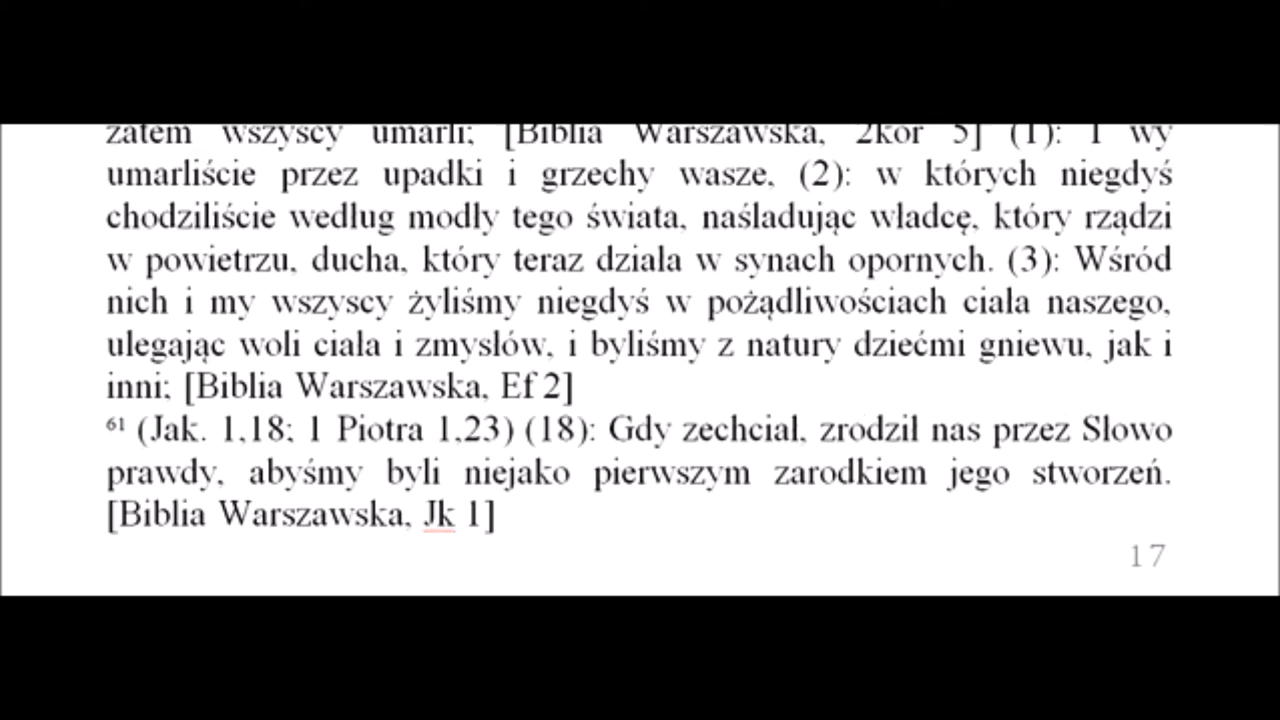 zatem wszyscy umarli; [Biblia Warszawska, 2kor 5] (1): I wy
umarliście przez upadki i grzechy wasze, (2): w których niegdyś
chodziliście według modły tego świata, naśladując władcę, który rządzi
w powietrzu, ducha, który teraz działa w synach opornych. (3): Wśród
nich i my wszyscy żyliśmy niegdyś w pożądliwościach ciała naszego,
ulegając woli ciała i zmysłów, i byliśmy z natury dziećmi gniewu, jak i
inni; [Biblia Warszawska, Ef 2]
61 (Jak. 1,18; 1 Piotra 1,23) (18): Gdy zechciał, zrodził nas przez Słowo
prawdy, abyśmy byli niejako pierwszym zarodkiem jego stworzeń.
[Biblia Warszawska, Jk 1]
17